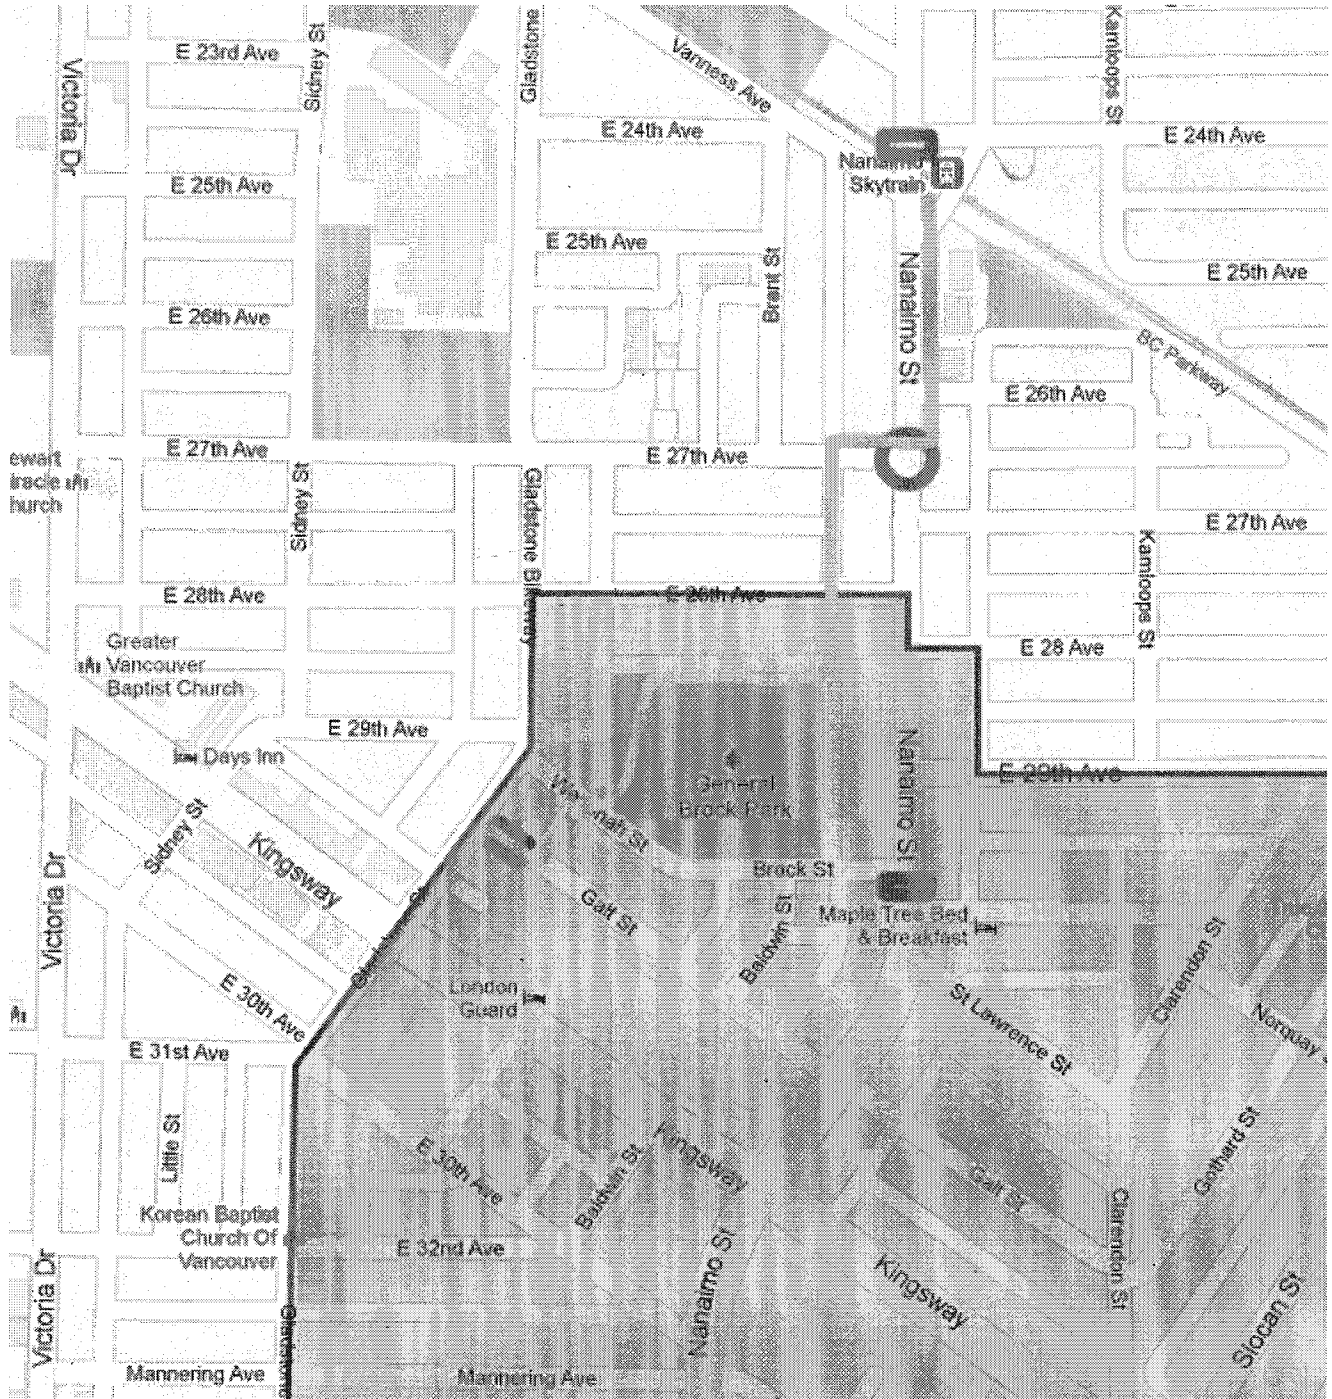 E 23rd Ave
Sidney St
Gladstone
Vanness Ave
Kamloops St
Victoria Dr
E 24th Ave
E 24th Ave
Nanaimo
Skytrain
E 25th Ave
E 25th Ave
Brant St
Nanaimo St
E 25th Ave
E 26th Ave
BC Parkway
E 26th Ave
E 27th Ave
E 27th Ave
ewart
iracle
hurch
Sidney St
Gladstone Bikeway
E 27th Ave
Kamloops St
E 28th Ave
Greater
Vancouver
Baptist Church
E 28 Ave
E 29th Ave
Days Inn
Nanaimo St
E 29th Ave
General
Brock Park
Sidney St
Kingsway
Victoria Dr
Brock St
Galt St
Baldwin St
Maple Tree Bed
& Breakfast
Clarendon St
E 30th Ave
London
Guard
St Lawrence St
Norquay
E 31st Ave
Little St
E 30th Ave
Baldwin St
Kingsway
Galt St
Gothard St
Korean Baptist
Church Of
Vancouver
E 32nd Ave
Nanaimo St
Kingsway
Clarendon St
Slocan St
Victoria Dr
Mannering Ave
Mannering Ave